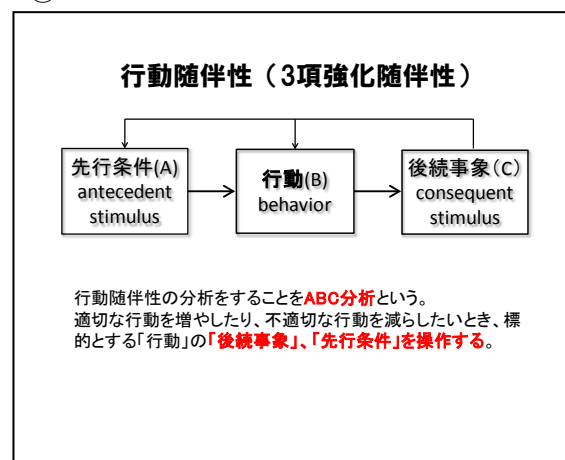 行動随伴性（3項強化随伴性）
先行条件(A)
antecedent
stimulus
行動(B)
behavior
後続事象(C)
consequent
stimulus
行動随伴性の分析をすることをABC分析という。
適切な行動を増やしたり、不適切な行動を減らしたいとき、標
的とする「行動」の「後続事象」、「先行条件」を操作する。